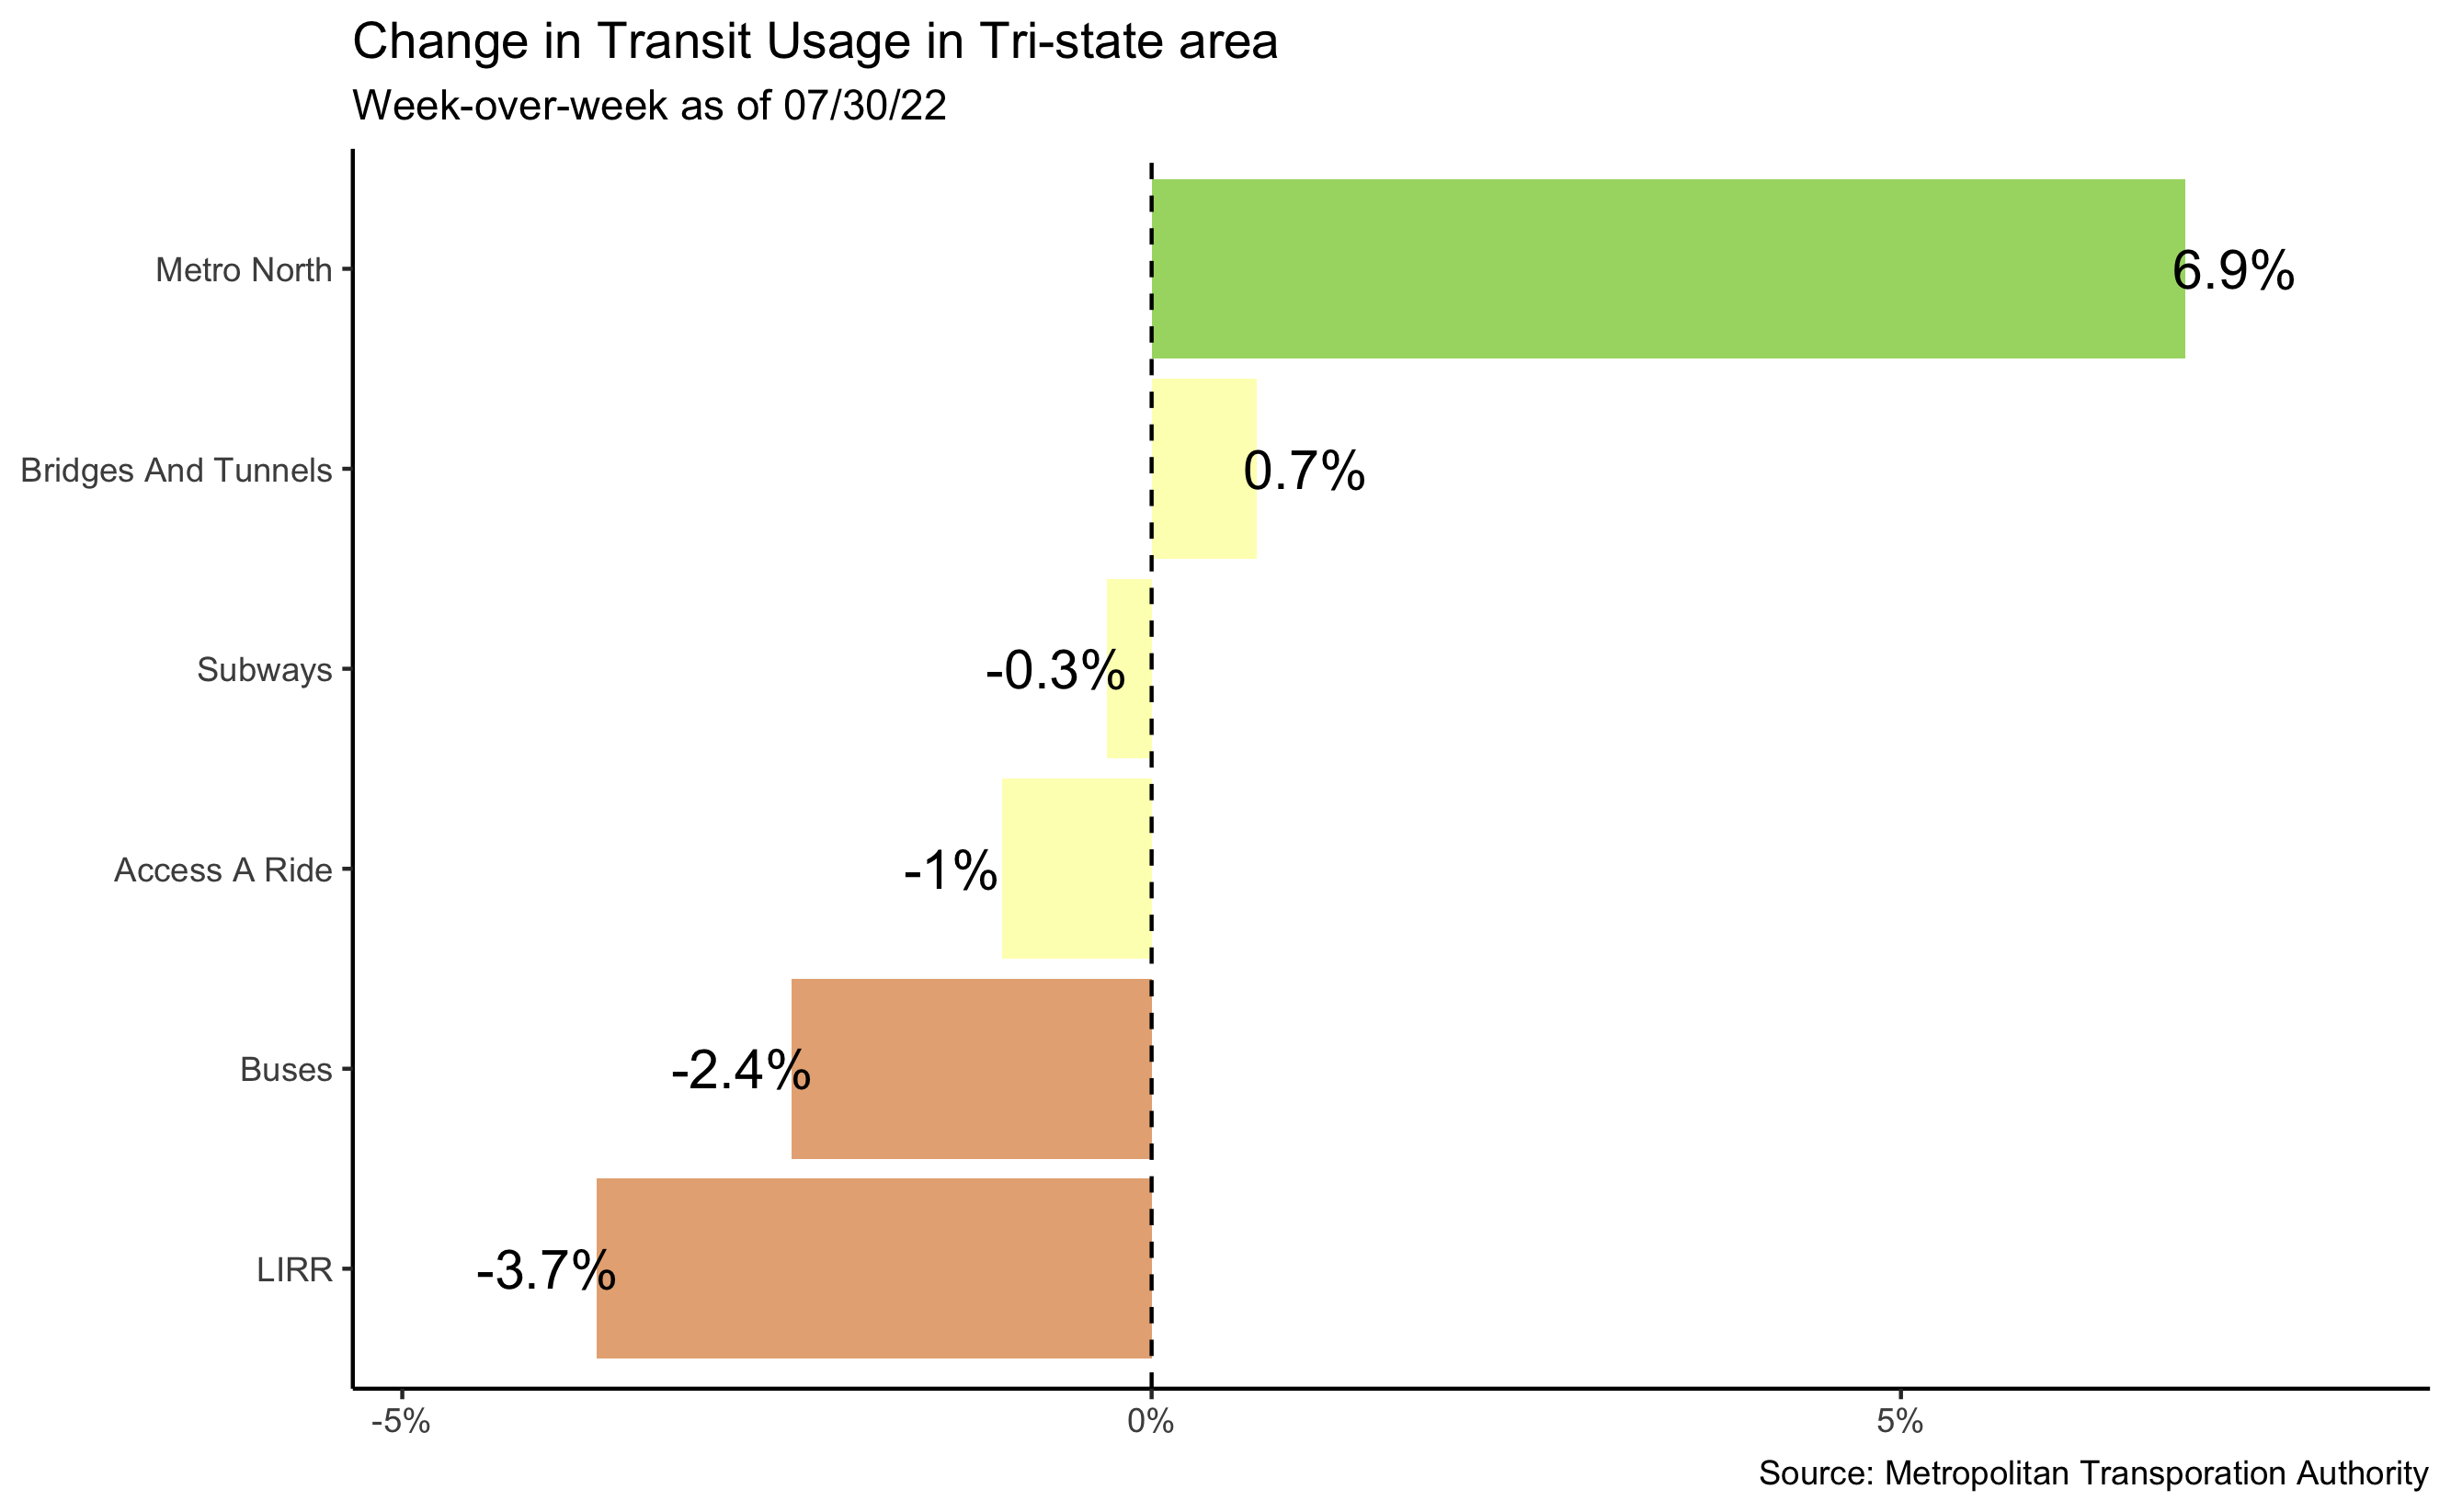 Change in Transit Usage in Tri-state area
Week-over-week as of 07/30/22
Metro North
6.9%
Bridges And Tunnels
0.7%
Subways
-0.3%
Access A Ride
-1%
Buses
-2.4%
LIRR
-3.7%
-5%
0%
5%
Source: Metropolitan Transporation Authority